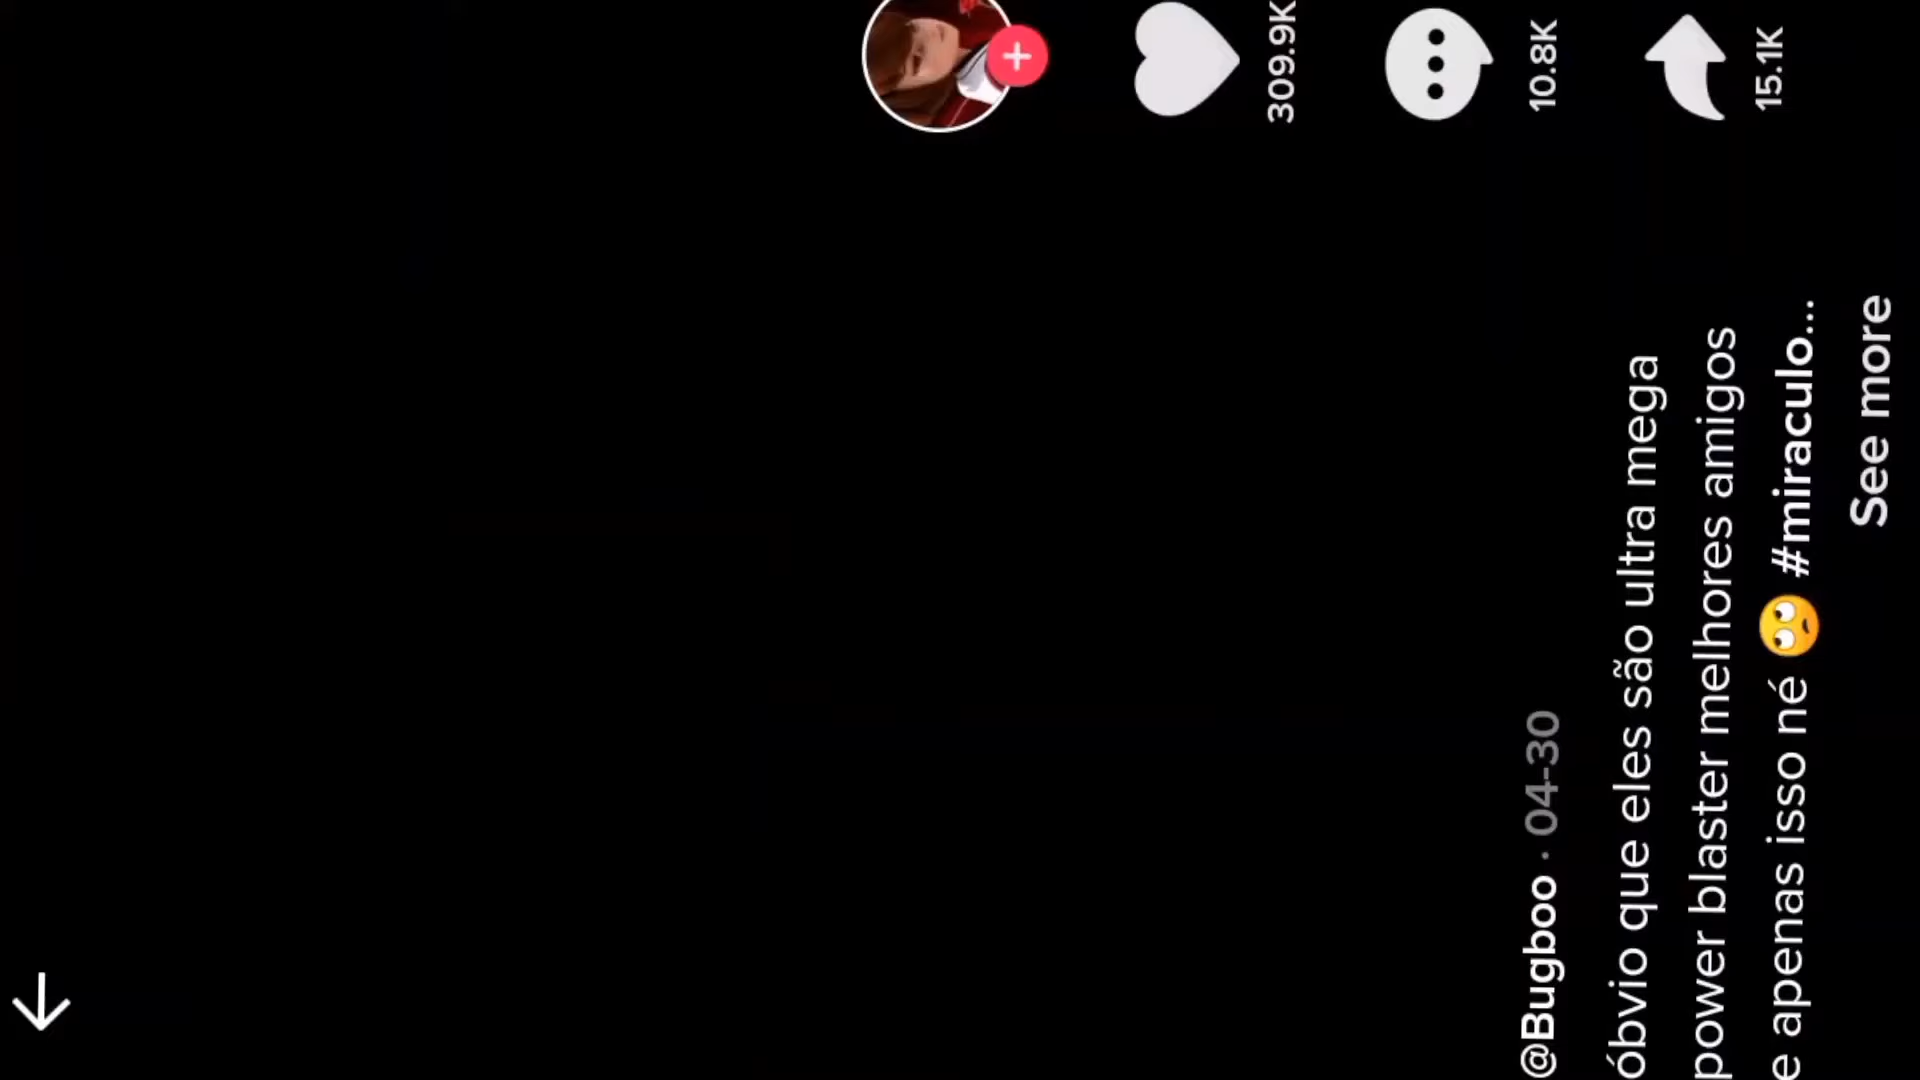 309.9K
10.8K
15.1K
@Bugboo · 04-30
óbvio que eles são ultra mega
power blaster melhores amigos
e apenas isso né 🙄 #miraculo...
See more